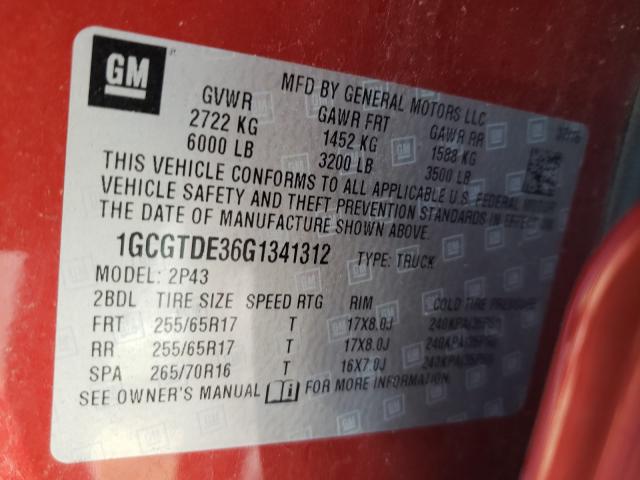 GM
MFD BY GENERAL MOTORS LLC
GVWR GAWR FRT GAWR RR
2722 KG 1452 KG 1588 KG
6000 LB 3200 LB 3500 LB
THIS VEHICLE CONFORMS TO ALL APPLICABLE U.S. FEDERAL MOTOR
VEHICLE SAFETY AND THEFT PREVENTION STANDARDS IN EFFECT ON
THE DATE OF MANUFACTURE SHOWN ABOVE.
1GCGTDE36G1341312 TYPE: TRUCK
MODEL: 2P43
2BDL TIRE SIZE SPEED RTG RIM COLD TIRE PRESSURE
FRT 255/65R17 T 17X8.0J 240KPA(35PSI)
RR 255/65R17 T 17X8.0J 240KPA(35PSI)
SPA 265/70R16 T 16X7.0J
SEE OWNER'S MANUAL FOR MORE INFORMATION